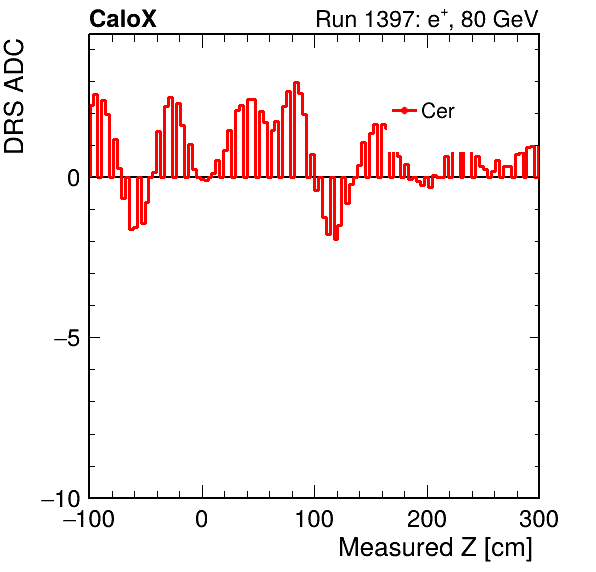 CaloX Run 1397: e⁺, 80 GeV
DRS ADC
Cer
0
−5
−10
−100 0 100 200 300
Measured Z [cm]